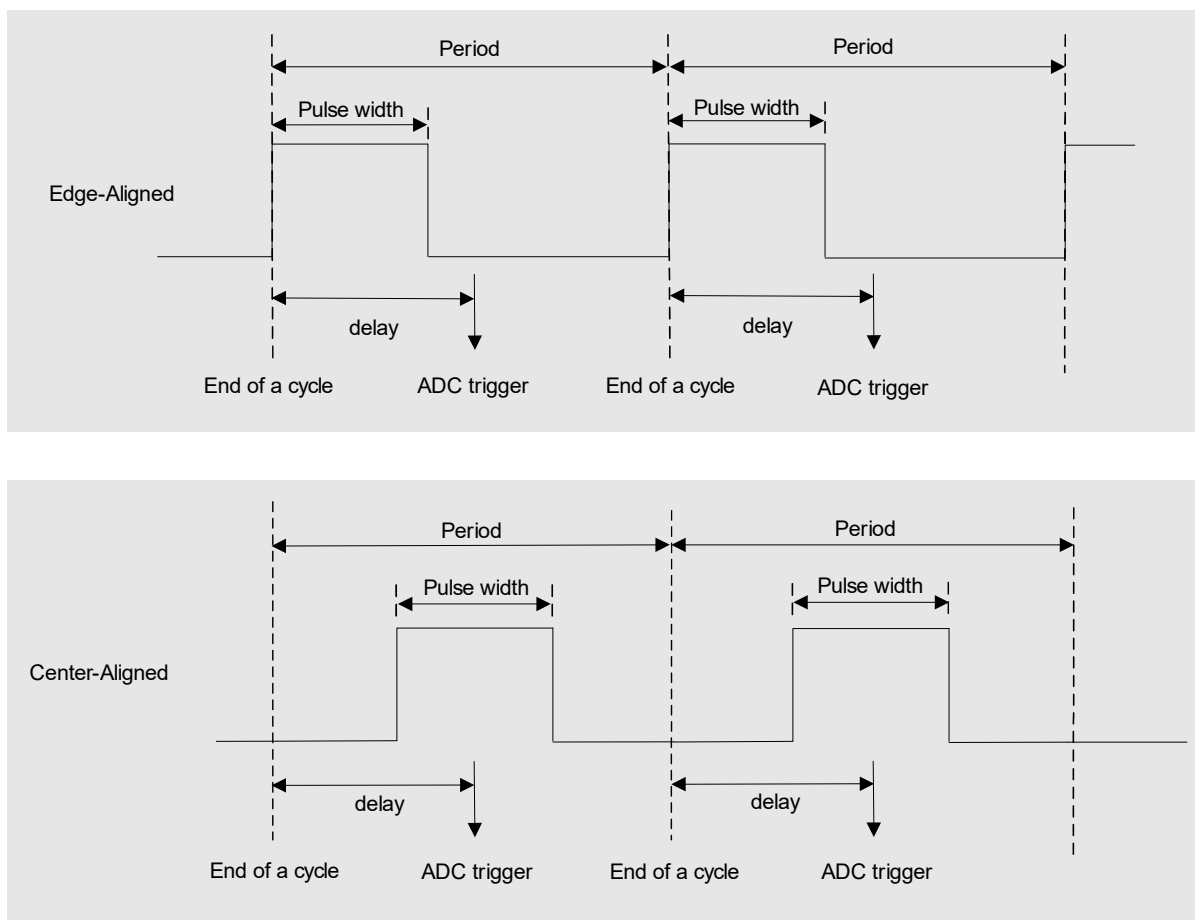 Period Period
Pulse width Pulse width
Edge-Aligned
delay delay
End of a cycle ADC trigger End of a cycle ADC trigger
Period Period
Pulse width Pulse width
Center-Aligned
delay delay
End of a cycle ADC trigger End of a cycle ADC trigger